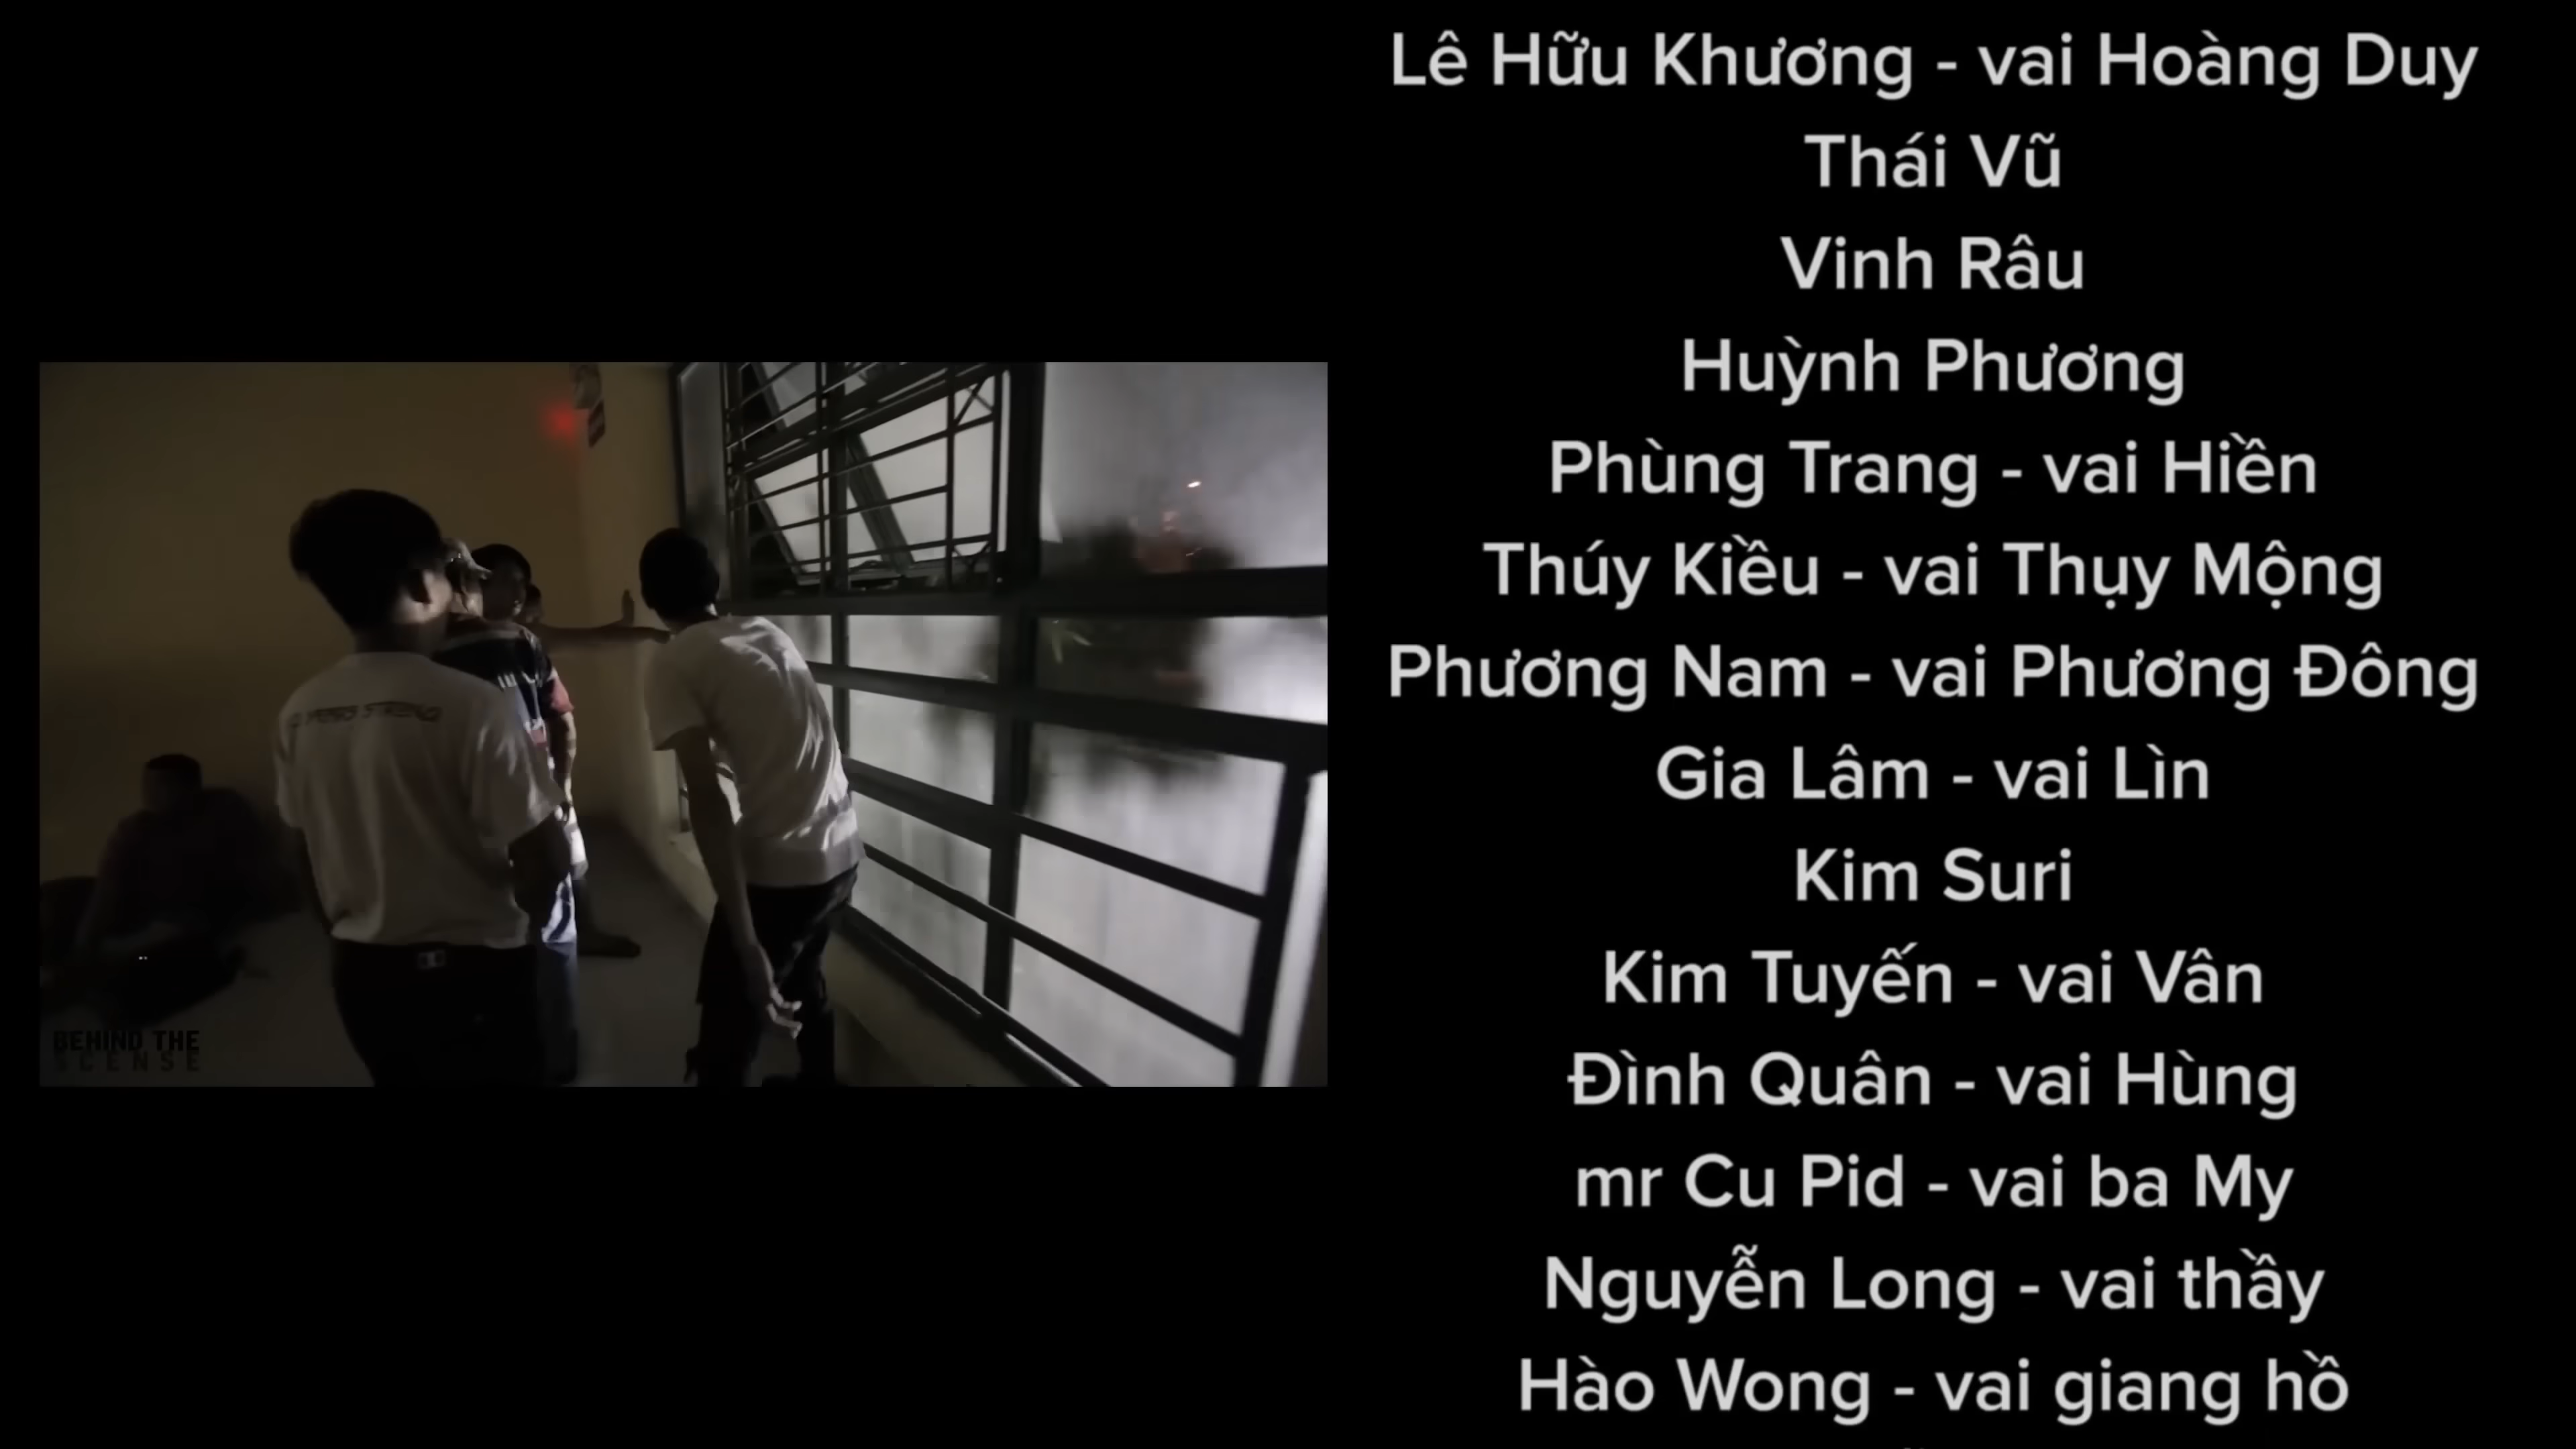 Lê Hữu Khương - vai Hoàng Duy
Thái Vũ
Vinh Râu
Huỳnh Phương
Phùng Trang - vai Hiền
Thúy Kiều - vai Thụy Mộng
Phương Nam - vai Phương Đông
Gia Lâm - vai Lìn
Kim Suri
Kim Tuyến - vai Vân
Đình Quân - vai Hùng
mr Cu Pid - vai ba My
Nguyễn Long - vai thầy
Hào Wong - vai giang hồ
BEHIND THE
SCENSE